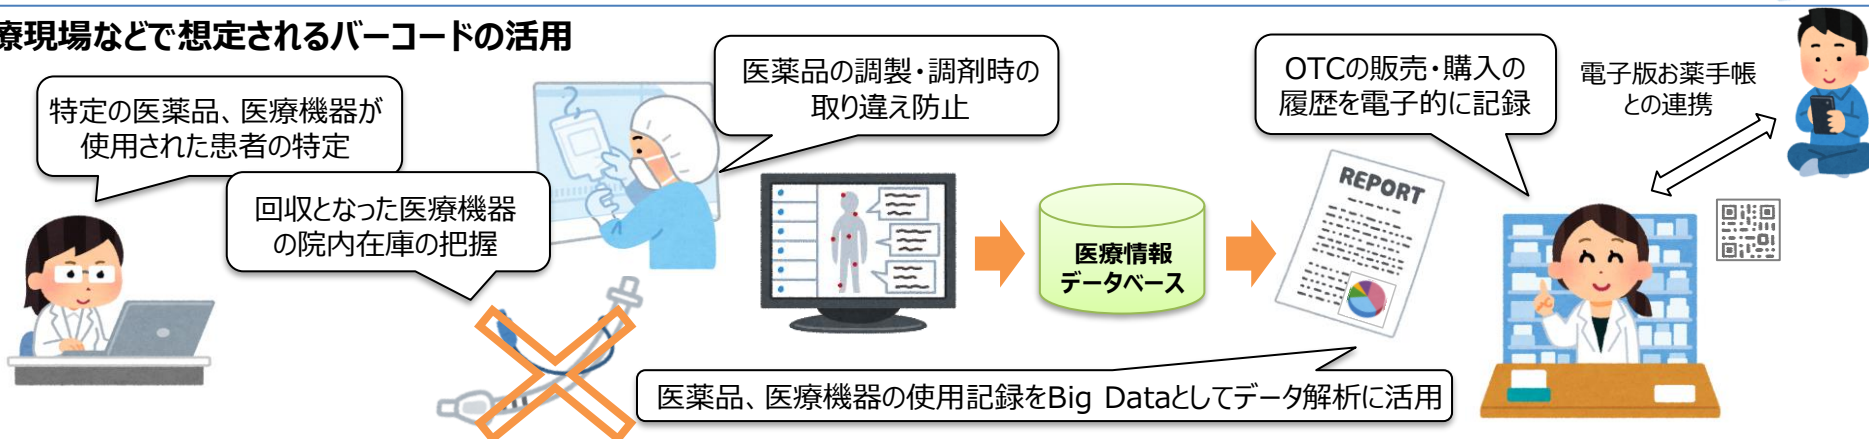 療現場などで想定されるバーコードの活用
特定の医薬品、医療機器が
使用された患者の特定
回収となった医療機器
の院内在庫の把握
医薬品の調製・調剤時の
取り違え防止
医療情報
データベース
REPORT
医薬品、医療機器の使用記録をBig Dataとしてデータ解析に活用
OTCの販売・購入の
履歴を電子的に記録
電子版お薬手帳
との連携